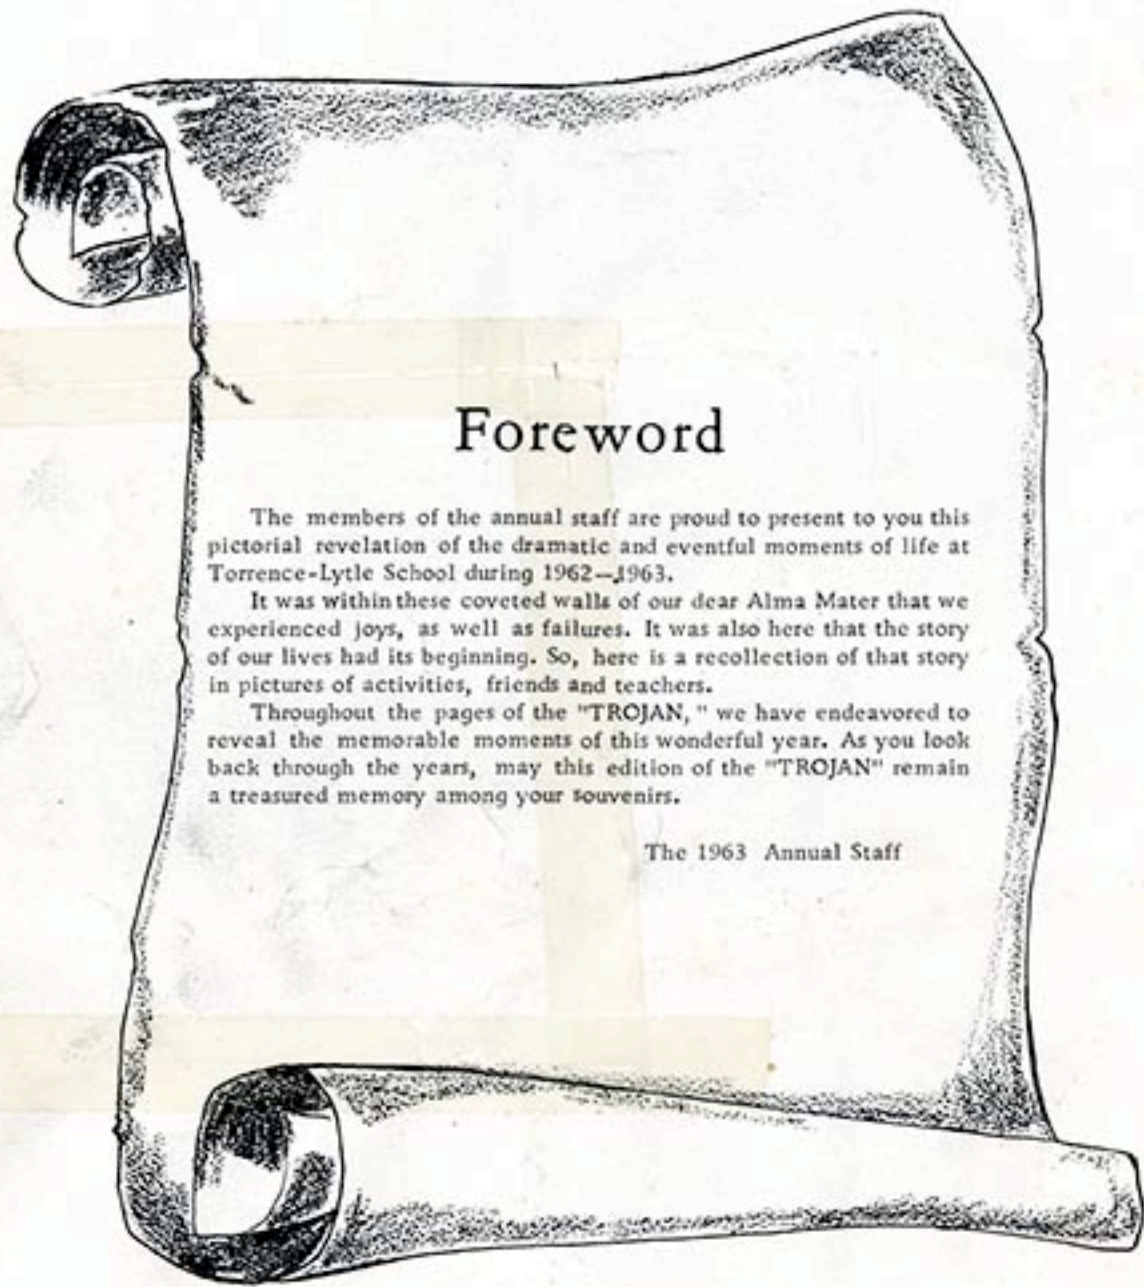 Foreword
The members of the annual staff are proud to present to you this
pictorial revelation of the dramatic and eventful moments of life at
Torrence-Lytle School during 1962—1963.
It was within these coveted walls of our dear Alma Mater that we
experienced joys, as well as failures. It was also here that the story
of our lives had its beginning. So, here is a recollection of that story
in pictures of activities, friends and teachers.
Throughout the pages of the "TROJAN, " we have endeavored to
reveal the memorable moments of this wonderful year. As you look
back through the years, may this edition of the "TROJAN" remain
a treasured memory among your souvenirs.
The 1963 Annual Staff